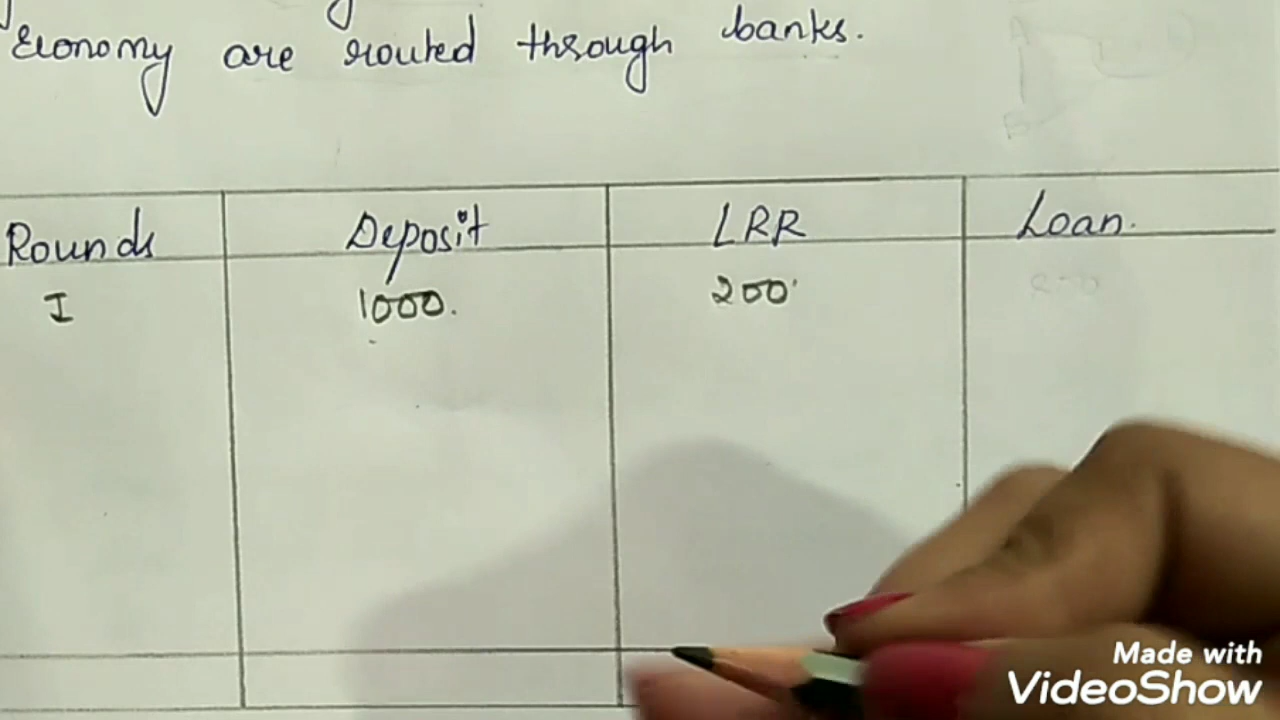 Economy are routed through banks.
Rounds Deposit LRR Loan.
I 1000. 200
Made with
VideoShow